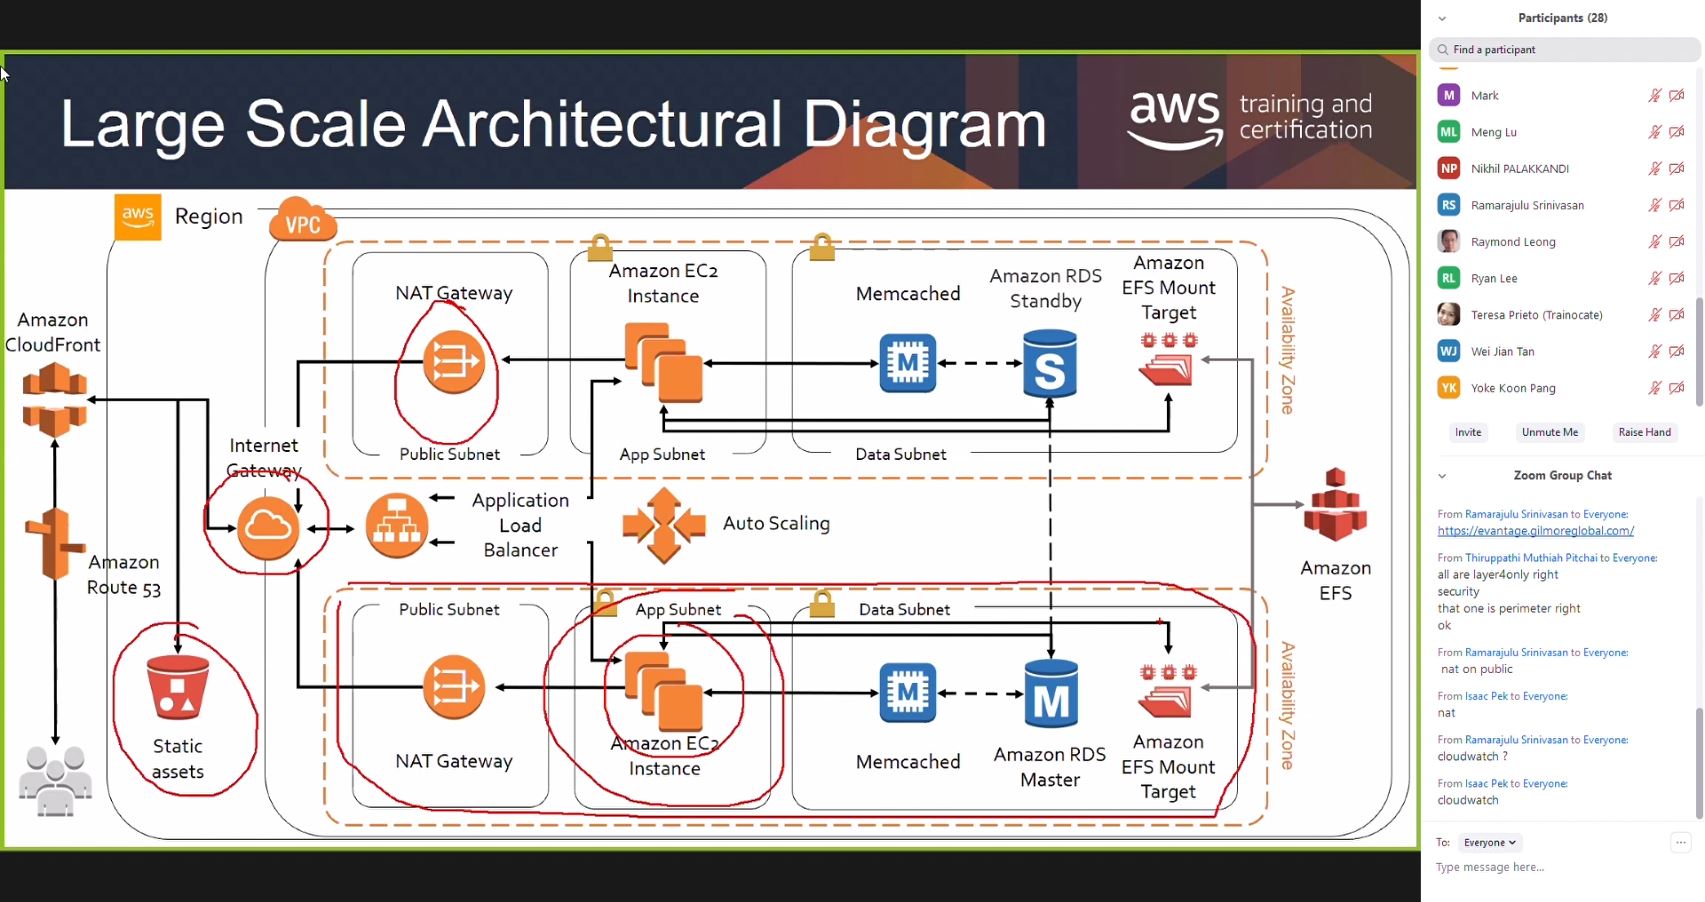 Large Scale Architectural Diagram
aws training and
certification
aws
Region
VPC
Amazon
CloudFront
Amazon
Route 53
Static
assets
Internet
Gateway
NAT Gateway
Public Subnet
Amazon EC2
Instance
App Subnet
Memcached
M
Amazon RDS
Standby
S
Amazon
EFS Mount
Target
Data Subnet
Availability Zone
Application
Load
Balancer
Auto Scaling
Amazon
EFS
Public Subnet
NAT Gateway
App Subnet
Amazon EC2
Instance
Data Subnet
M
Memcached
M
Amazon RDS
Master
Amazon
EFS Mount
Target
Availability Zone
Participants (28)
Find a participant
M Mark
ML Meng Lu
NP Nikhil PALAKKANDI
RS Ramarajulu Srinivasan
Raymond Leong
RL Ryan Lee
Teresa Prieto (Trainocate)
WJ Wei Jian Tan
YK Yoke Koon Pang
Invite Unmute Me Raise Hand
Zoom Group Chat
From Ramarajulu Srinivasan to Everyone:
https://evantage.gilmoreglobal.com/
From Thiruppathi Muthiah Pitchai to Everyone:
all are layer4only right
security
that one is perimeter right
ok
From Ramarajulu Srinivasan to Everyone:
nat on public
From Isaac Pek to Everyone:
nat
From Ramarajulu Srinivasan to Everyone:
cloudwatch ?
From Isaac Pek to Everyone:
cloudwatch
To: Everyone
Type message here...